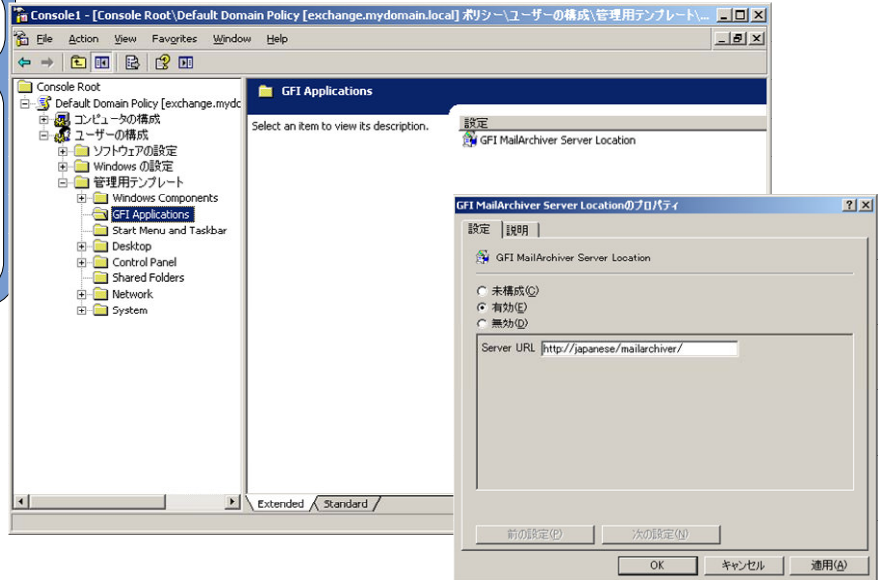 Console1 - [Console Root\Default Domain Policy [exchange.mydomain.local] ポリシー\ユーザーの構成\管理用テンプレート\...
File Action View Favorites Window Help
Console Root
Default Domain Policy [exchange.mydc
コンピュータの構成
ユーザーの構成
ソフトウェアの設定
Windows の設定
管理用テンプレート
Windows Components
GFI Applications
Start Menu and Taskbar
Desktop
Control Panel
Shared Folders
Network
System
GFI Applications
Select an item to view its description.
設定
GFI MailArchiver Server Location
Extended Standard
GFI MailArchiver Server Locationのプロパティ
設定 説明
GFI MailArchiver Server Location
未構成(C)
有効(E)
無効(D)
Server URL http://japanese/mailarchiver/
前の設定(P) 次の設定(N)
OK キャンセル 適用(A)